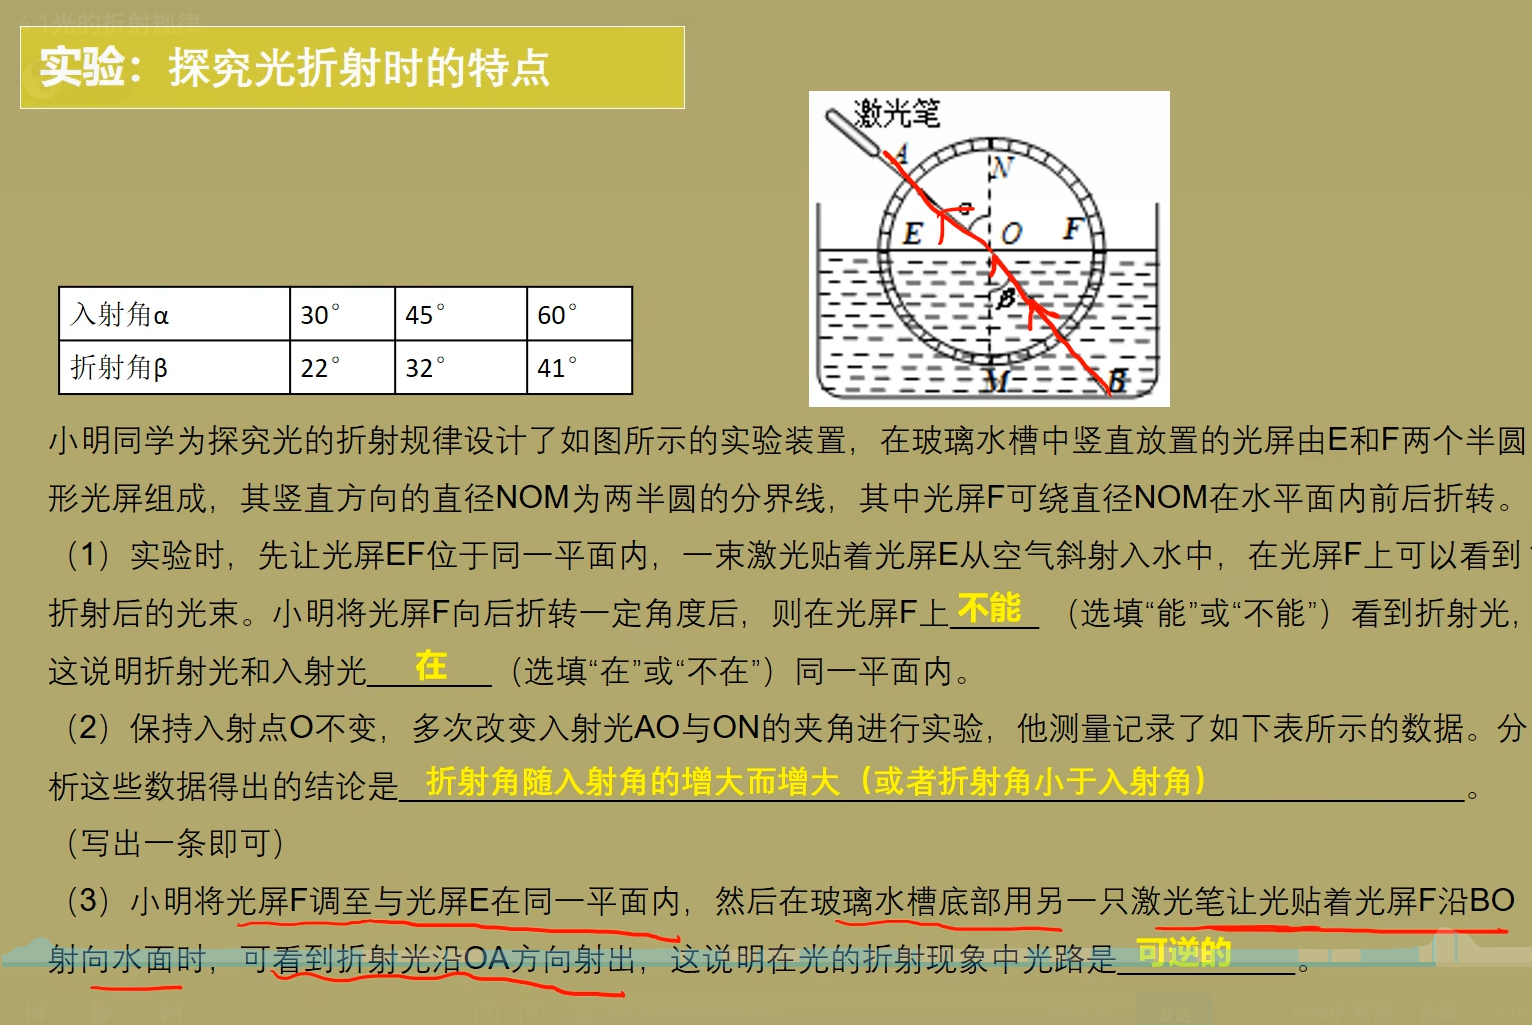 4.1光的折射规律
实验：探究光折射时的特点
激光笔
A
N
α
E
O
F
β
M
B
入射角α 30° 45° 60°
折射角β 22° 32° 41°
小明同学为探究光的折射规律设计了如图所示的实验装置，在玻璃水槽中竖直放置的光屏由E和F两个半圆
形光屏组成，其竖直方向的直径NOM为两半圆的分界线，其中光屏F可绕直径NOM在水平面内前后折转。
（1）实验时，先让光屏EF位于同一平面内，一束激光贴着光屏E从空气斜射入水中，在光屏F上可以看到
折射后的光束。小明将光屏F向后折转一定角度后，则在光屏F上 不能 （选填“能”或“不能”）看到折射光，
这说明折射光和入射光 在 （选填“在”或“不在”）同一平面内。
（2）保持入射点O不变，多次改变入射光AO与ON的夹角进行实验，他测量记录了如下表所示的数据。分
析这些数据得出的结论是 折射角随入射角的增大而增大（或者折射角小于入射角） 。
（写出一条即可）
（3）小明将光屏F调至与光屏E在同一平面内，然后在玻璃水槽底部用另一只激光笔让光贴着光屏F沿BO
射向水面时，可看到折射光沿OA方向射出，这说明在光的折射现象中光路是 可逆的 。
发送